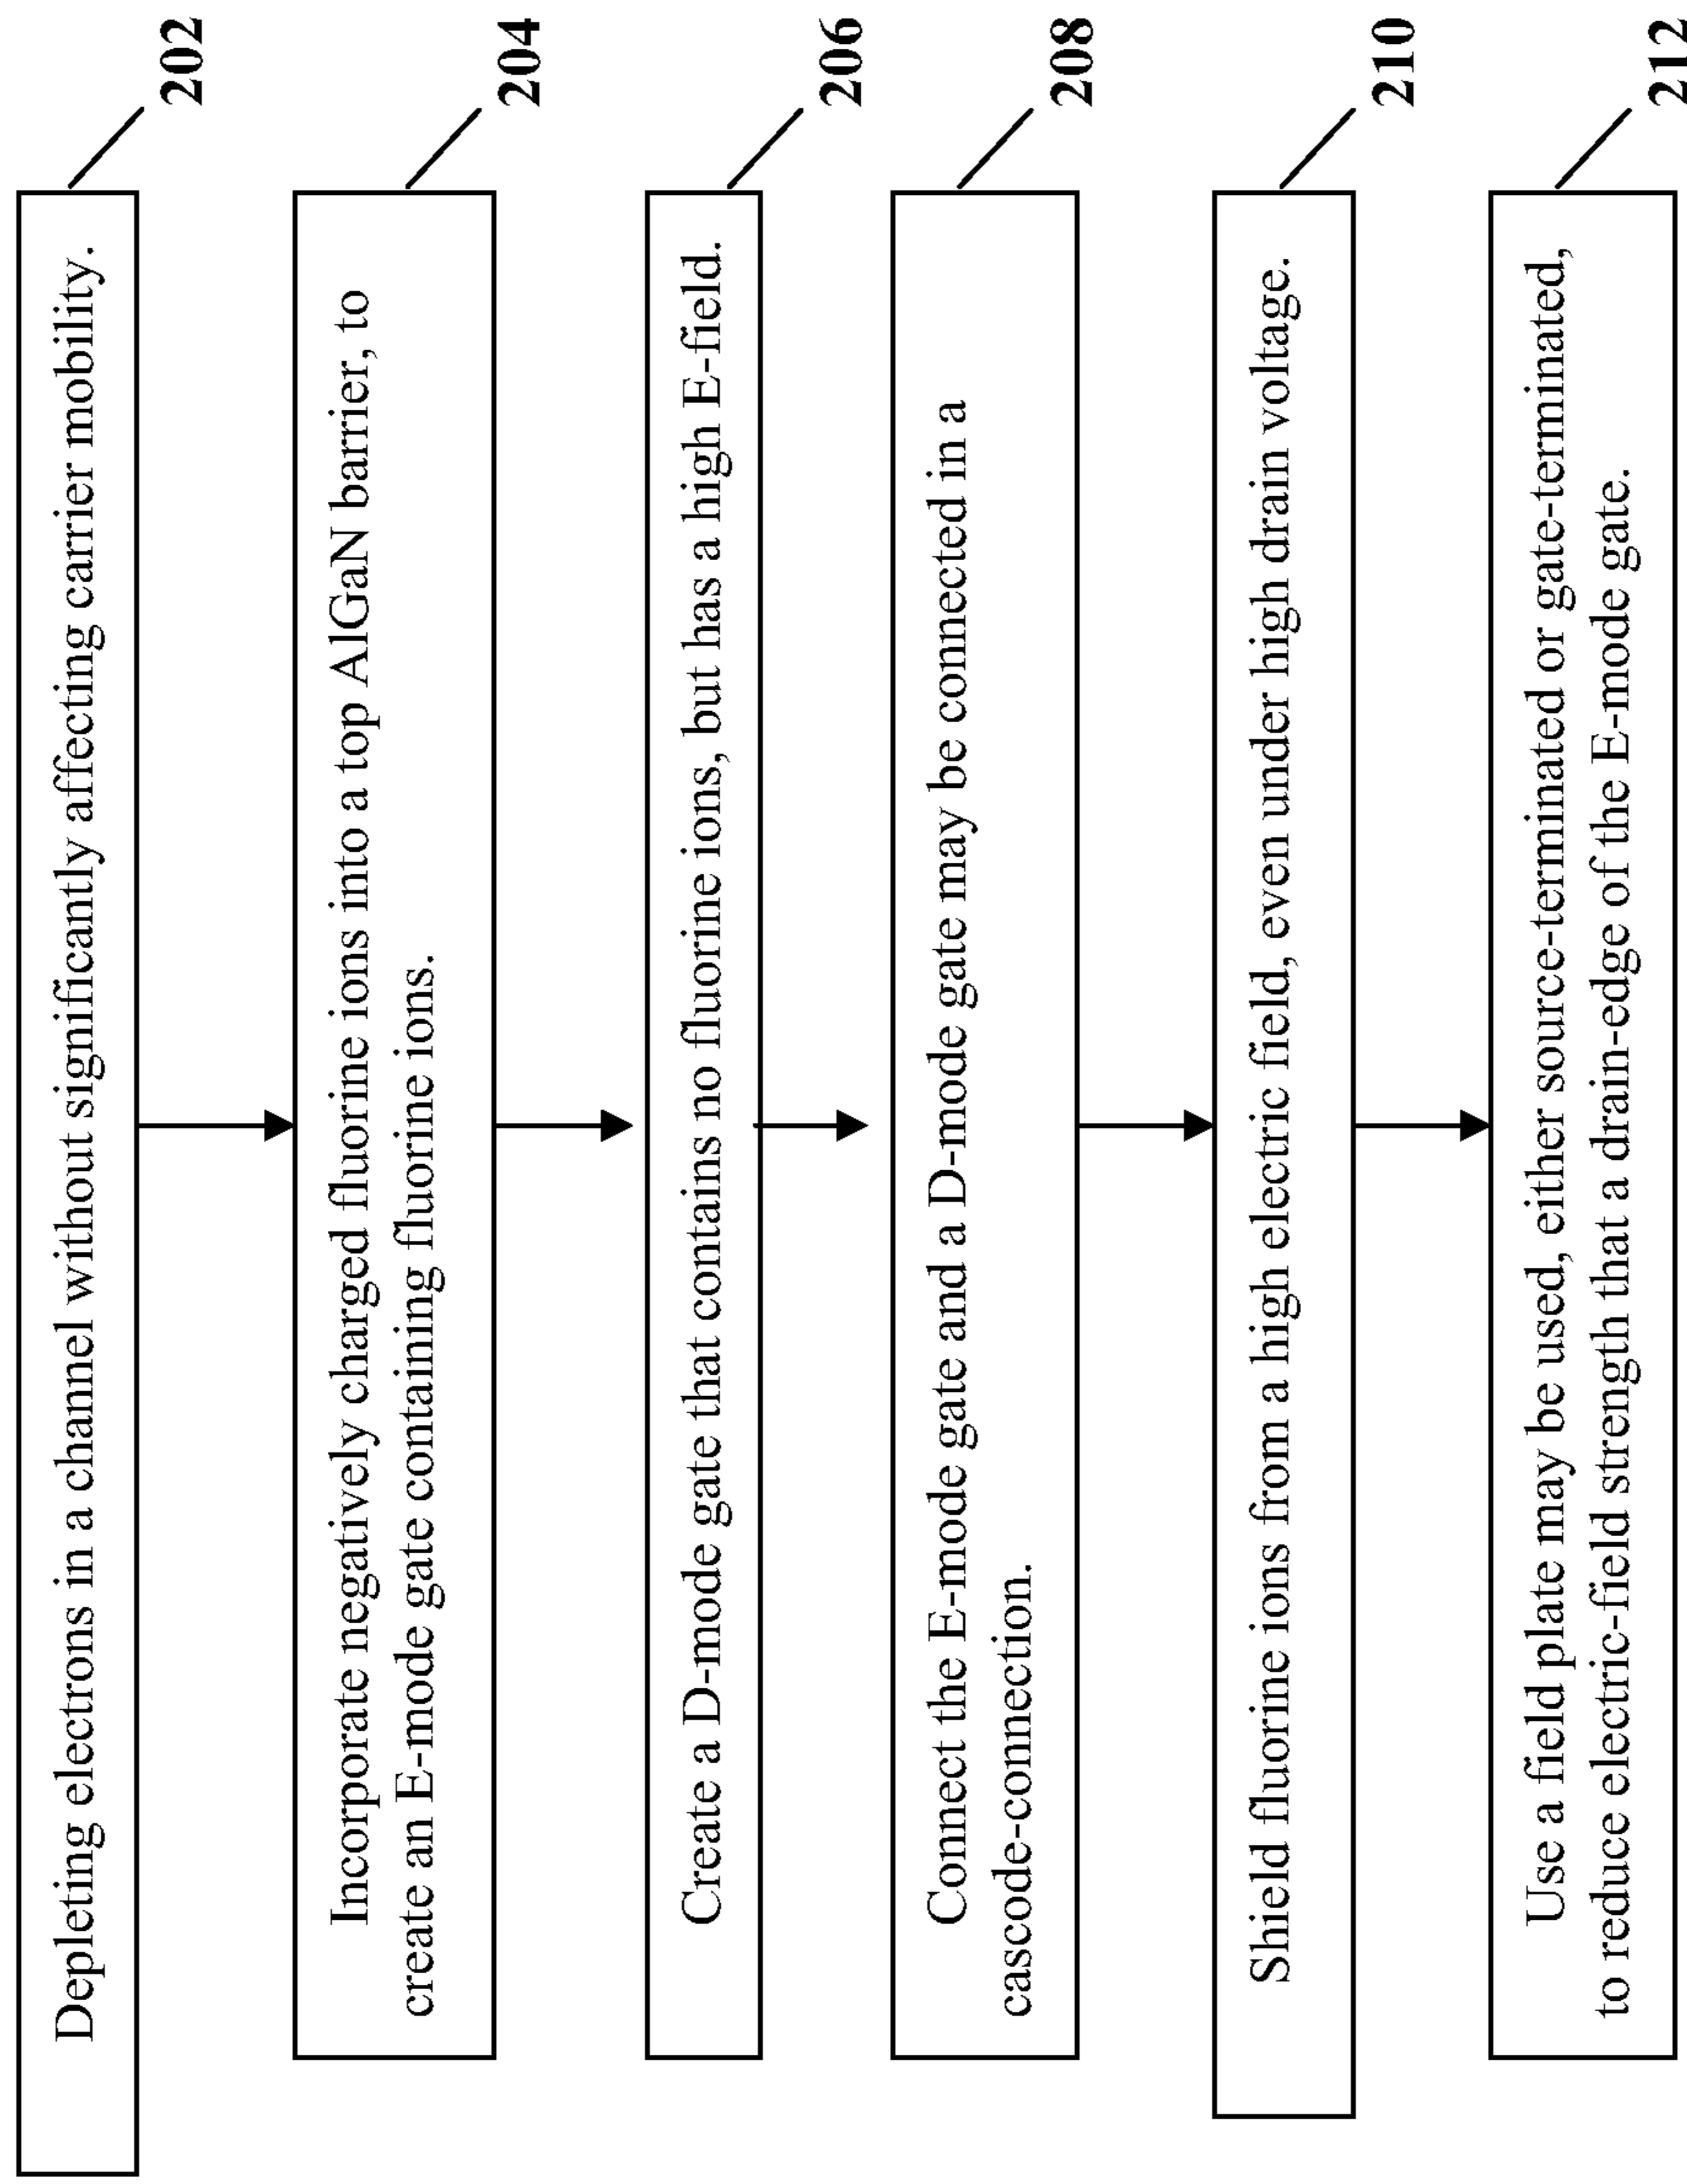 Depleting electrons in a channel without significantly affecting carrier mobility.
202
Incorporate negatively charged fluorine ions into a top AlGaN barrier, to
create an E-mode gate containing fluorine ions.
204
Create a D-mode gate that contains no fluorine ions, but has a high E-field.
206
Connect the E-mode gate and a D-mode gate may be connected in a
cascode-connection.
208
Shield fluorine ions from a high electric field, even under high drain voltage.
210
Use a field plate may be used, either source-terminated or gate-terminated,
to reduce electric-field strength that a drain-edge of the E-mode gate.
212